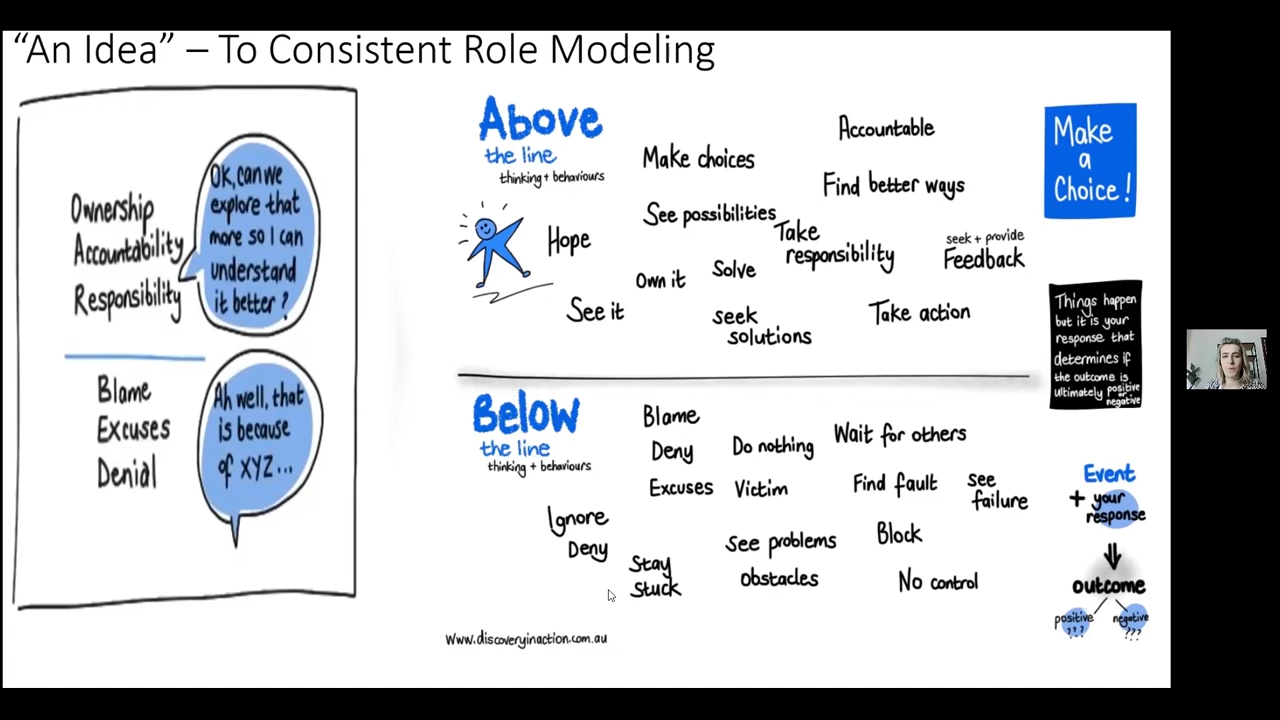 “An Idea” – To Consistent Role Modeling
Ownership
Accountability
Responsibility
Ok, can we
explore that
more so I can
understand
it better?
Blame
Excuses
Denial
Ah well, that
is because
of XYZ...
Above
the line
thinking + behaviours
Make choices
Accountable
Find better ways
See possibilities
Hope
Take
responsibility
seek + provide
Feedback
Own it
Solve
See it
seek
solutions
Take action
Below
the line
thinking + behaviours
Blame
Deny
Do nothing
Wait for others
Excuses
Victim
Find fault
see
failure
Ignore
Deny
See problems
Block
Stay
Stuck
obstacles
No control
www.discoveryinaction.com.au
Make
a
Choice!
Things happen
but it is your
response that
determines if
the outcome is
ultimately positive
or
negative
Event
+ your
response
outcome
positive
???
negative
???